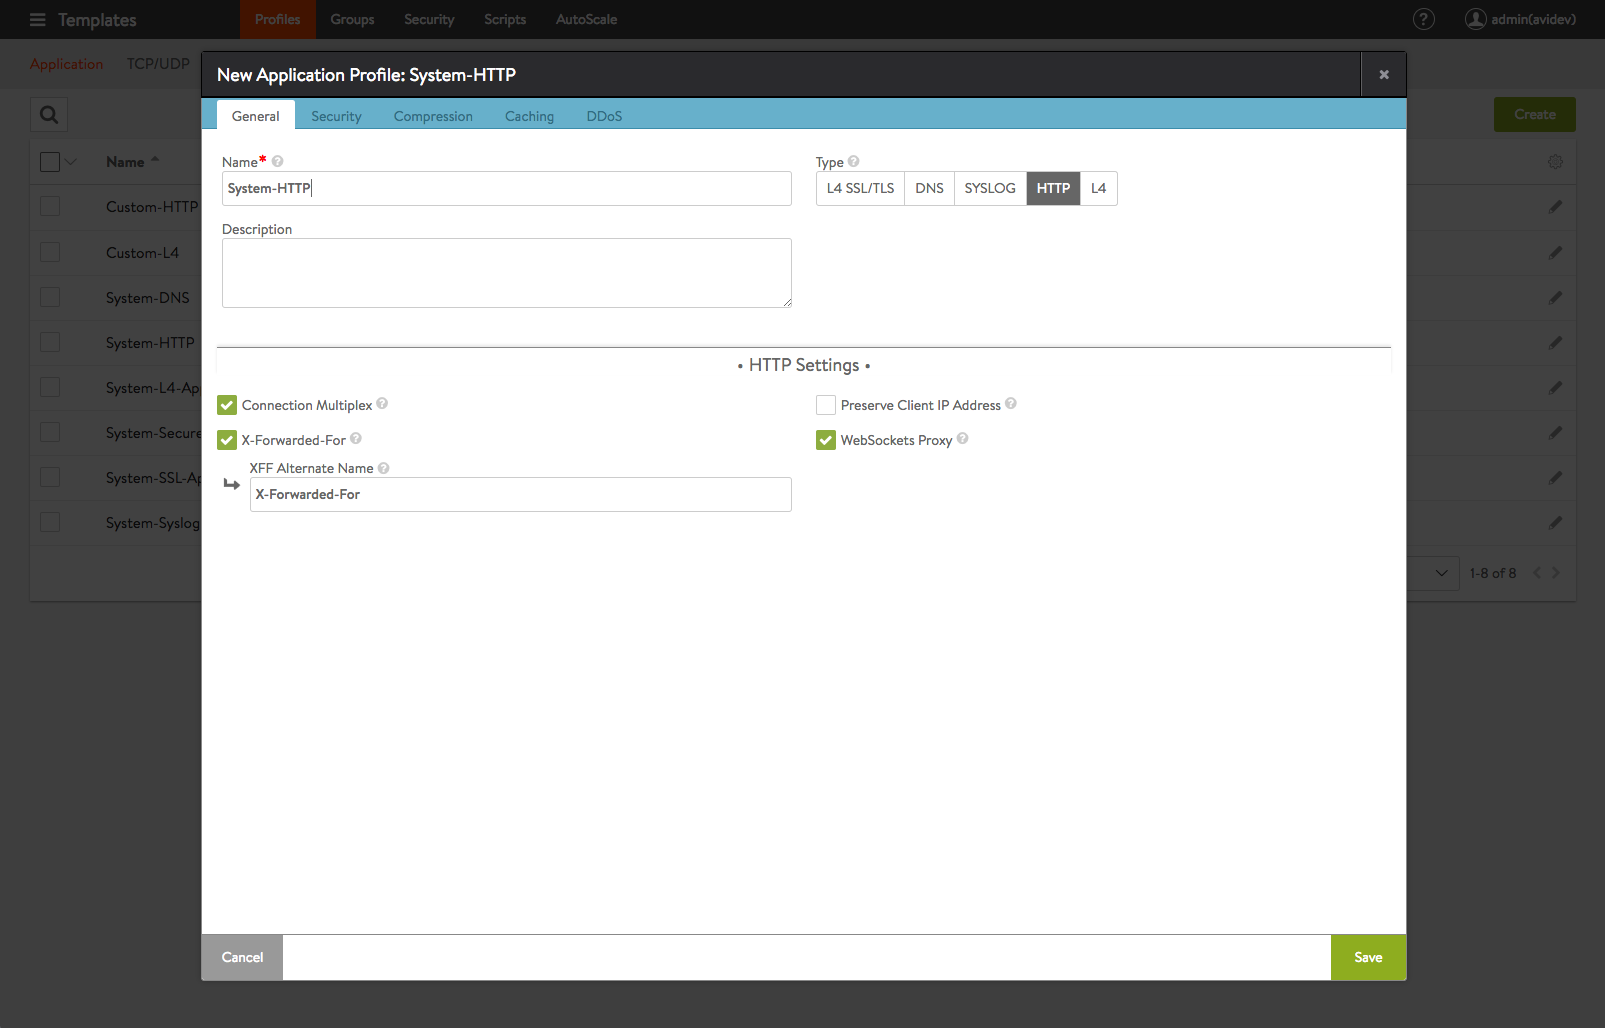 Templates Profiles Groups Security Scripts AutoScale ? admin(avidev)
Application TCP/UDP
New Application Profile: System-HTTP
General Security Compression Caching DDoS
Create
Name
Custom-HTTP
Custom-L4
System-DNS
System-HTTP
System-L4-Ap
System-Secure
System-SSL-Ap
System-Syslog
1-8 of 8
Name* ?
System-HTTP
Type ?
L4 SSL/TLS DNS SYSLOG HTTP L4
Description
• HTTP Settings •
Connection Multiplex ?
Preserve Client IP Address ?
X-Forwarded-For ?
WebSockets Proxy ?
XFF Alternate Name ?
X-Forwarded-For
Cancel Save